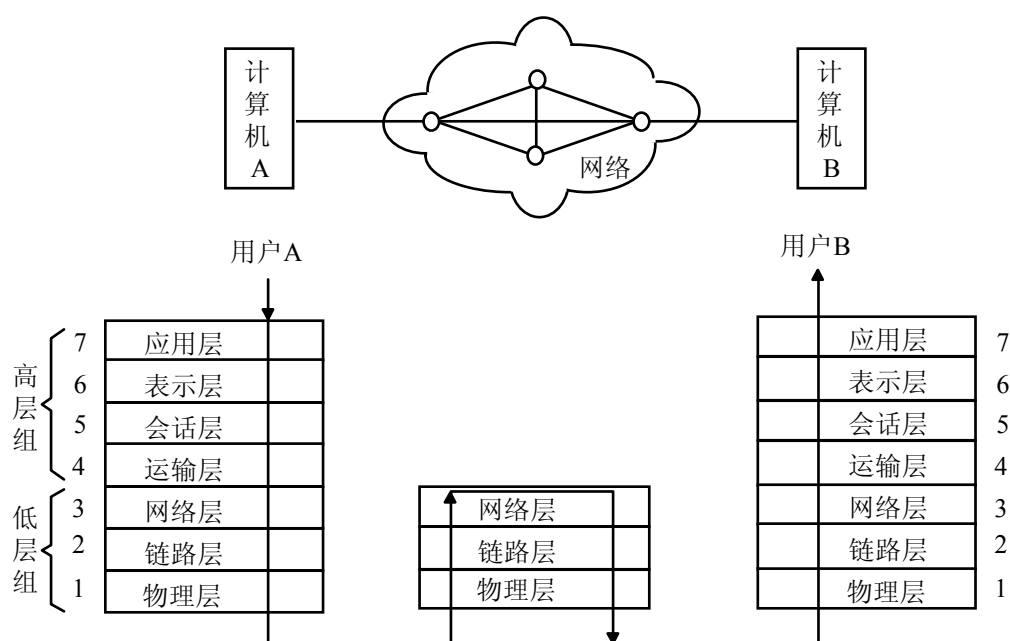 计算机A
计算机B
网络
用户A
用户B
高层组
低层组
7 应用层
6 表示层
5 会话层
4 运输层
3 网络层
2 链路层
1 物理层
网络层
链路层
物理层
应用层 7
表示层 6
会话层 5
运输层 4
网络层 3
链路层 2
物理层 1